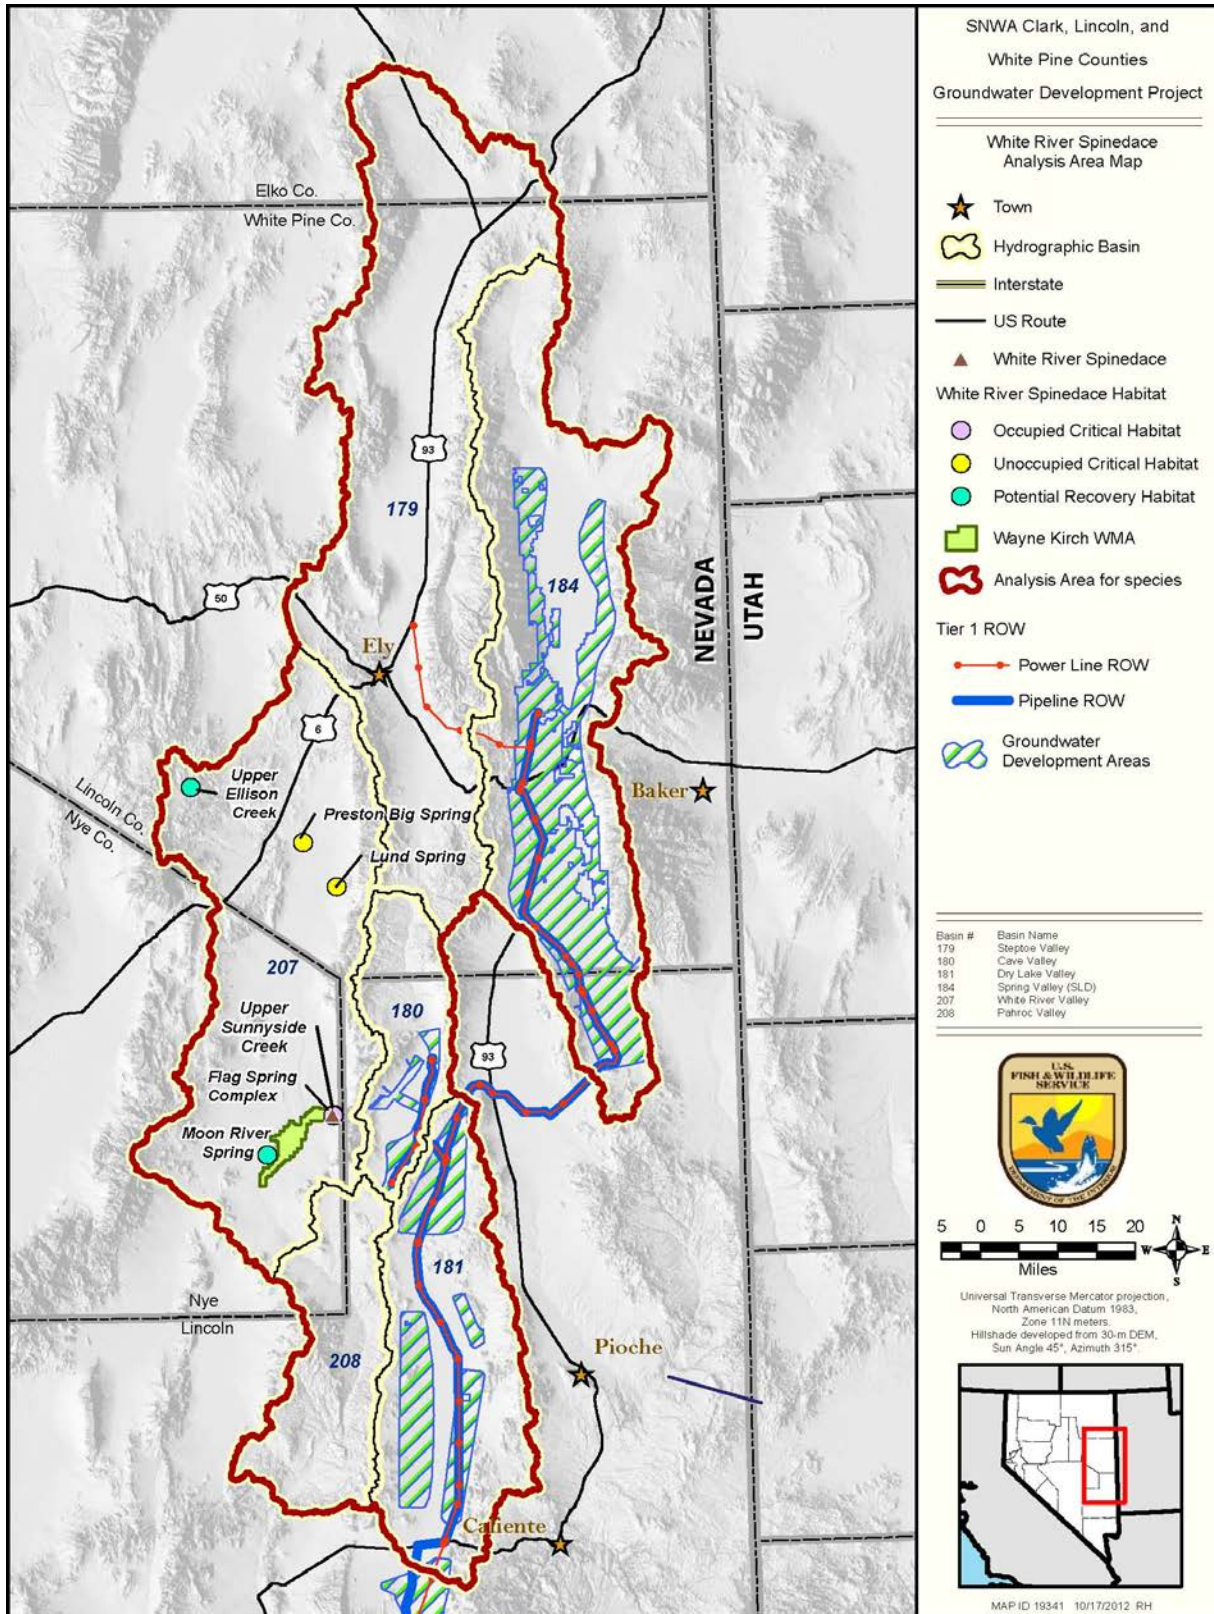 Elko Co.
White Pine Co.
93
179
184
NEVADA
UTAH
50
Ely
6
Upper
Ellison
Creek
Lincoln Co.
Nye Co.
Preston Big Spring
Baker
Lund Spring
207
180
Upper
Sunnyside
Creek
93
Flag Spring
Complex
Moon River
Spring
181
Nye
Lincoln
208
Pioche
Caliente
SNWA Clark, Lincoln, and
White Pine Counties
Groundwater Development Project
White River Spinedace
Analysis Area Map
Town
Hydrographic Basin
Interstate
US Route
White River Spinedace
White River Spinedace Habitat
Occupied Critical Habitat
Unoccupied Critical Habitat
Potential Recovery Habitat
Wayne Kirch WMA
Analysis Area for species
Tier 1 ROW
Power Line ROW
Pipeline ROW
Groundwater
Development Areas
Basin # Basin Name
179 Steptoe Valley
180 Cave Valley
181 Dry Lake Valley
184 Spring Valley (SLD)
207 White River Valley
208 Pahroc Valley
U.S.
FISH & WILDLIFE
SERVICE
DEPARTMENT OF THE INTERIOR
5 0 5 10 15 20
Miles
N
W E
S
Universal Transverse Mercator projection,
North American Datum 1983,
Zone 11N meters.
Hillshade developed from 30-m DEM,
Sun Angle 45°, Azimuth 315°.
MAP ID 19341 10/17/2012 RH